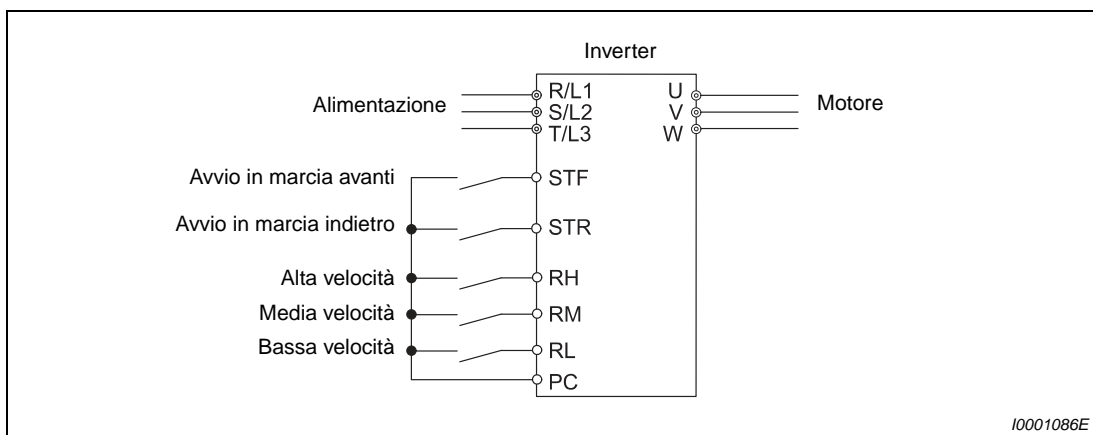 Inverter
Alimentazione
R/L1
S/L2
T/L3
U
V
W
Motore
Avvio in marcia avanti
STF
Avvio in marcia indietro
STR
Alta velocità
RH
Media velocità
RM
Bassa velocità
RL
PC
I0001086E